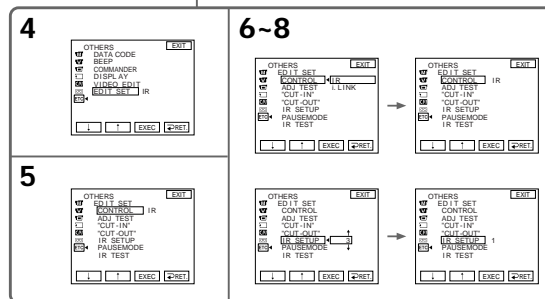 4
OTHERS EXIT
DATA CODE
BEEP
COMMANDER
DISPLAY
VIDEO EDIT
EDIT SET IR
ETC
↓ ↑ EXEC RET.
5
OTHERS EXIT
EDIT SET
CONTROL IR
ADJ TEST
"CUT-IN"
"CUT-OUT"
IR SETUP
ETC PAUSEMODE
IR TEST
↓ ↑ EXEC RET.
6~8
OTHERS EXIT
EDIT SET
CONTROL IR
ADJ TEST i.LINK
"CUT-IN"
"CUT-OUT"
IR SETUP
ETC PAUSEMODE
IR TEST
↓ ↑ EXEC RET.
OTHERS EXIT
EDIT SET
CONTROL IR
ADJ TEST
"CUT-IN"
"CUT-OUT"
IR SETUP
ETC PAUSEMODE
IR TEST
↓ ↑ EXEC RET.
OTHERS EXIT
EDIT SET
CONTROL
ADJ TEST
"CUT-IN"
"CUT-OUT"
IR SETUP 3
ETC PAUSEMODE
IR TEST
↓ ↑ EXEC RET.
OTHERS EXIT
EDIT SET
CONTROL
ADJ TEST
"CUT-IN"
"CUT-OUT"
IR SETUP 1
ETC PAUSEMODE
IR TEST
↓ ↑ EXEC RET.